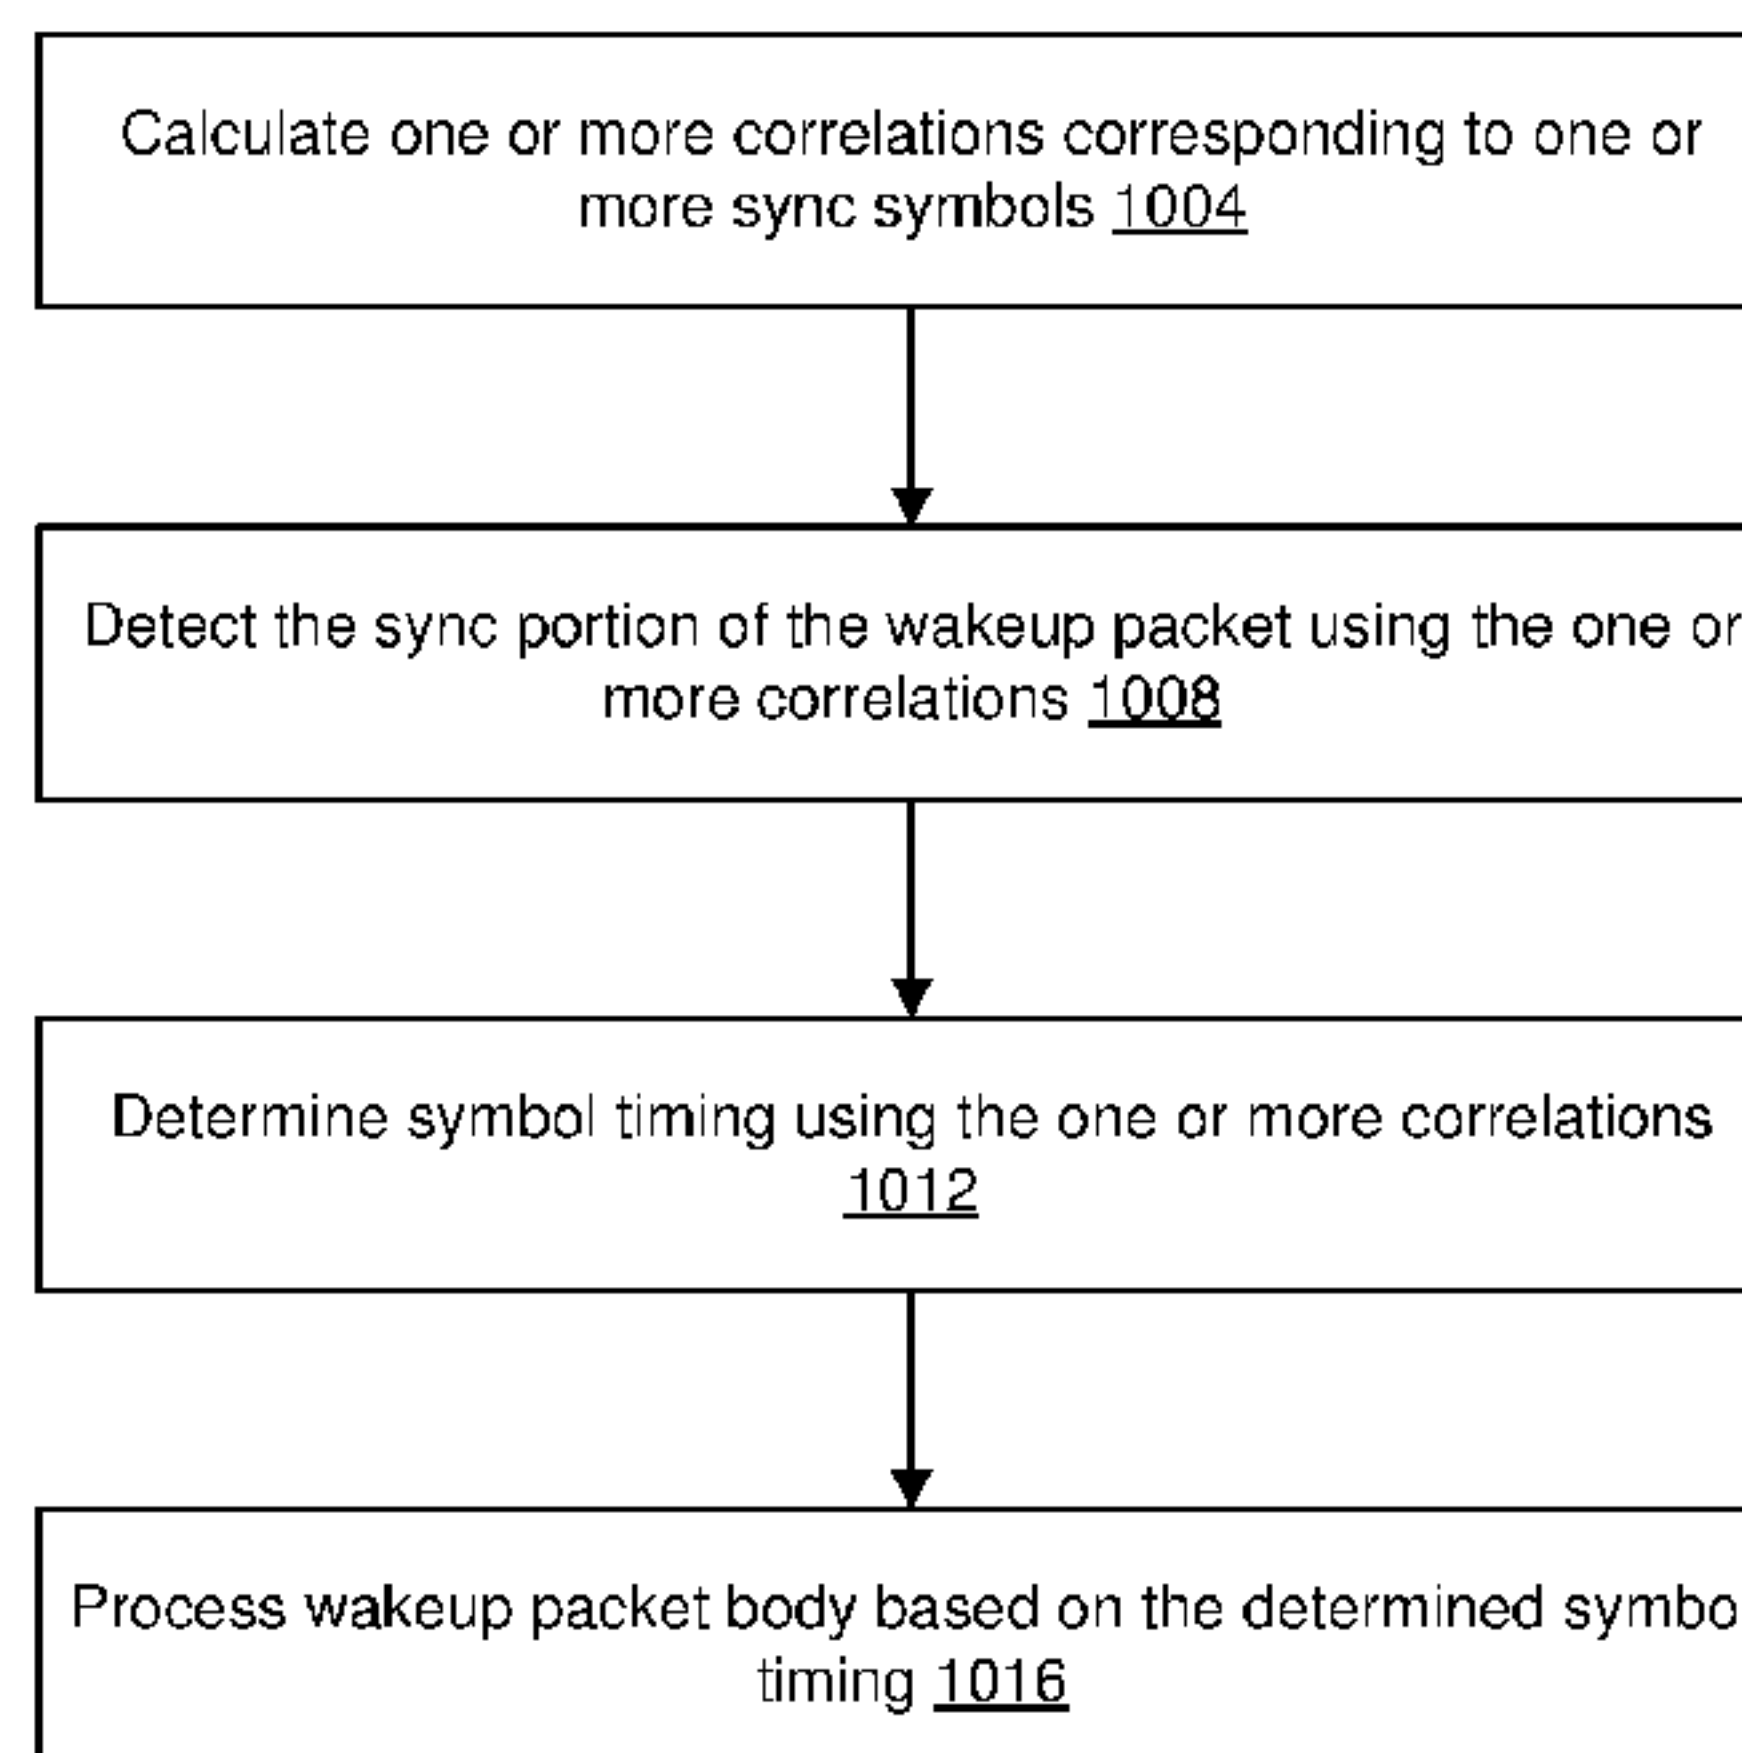 Calculate one or more correlations corresponding to one or
more sync symbols 1004
Detect the sync portion of the wakeup packet using the one or
more correlations 1008
Determine symbol timing using the one or more correlations
1012
Process wakeup packet body based on the determined symbo
timing 1016